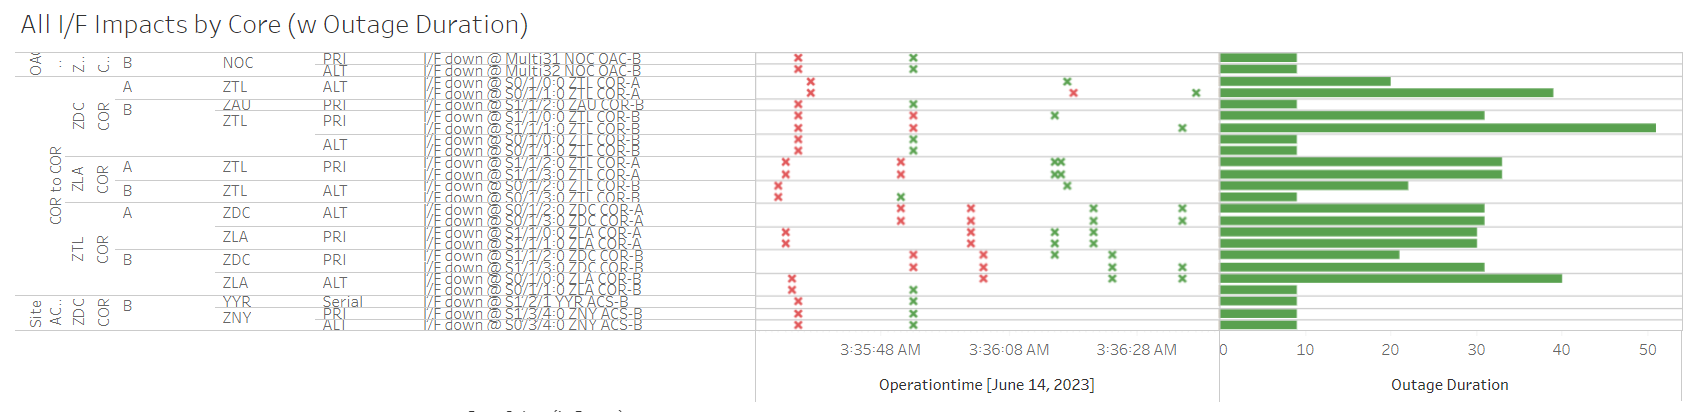 All I/F Impacts by Core (w Outage Duration)
OAC .. Z.. C.. B NOC PRI I/F down @ Multi31 NOC OAC-B
ALT I/F down @ Multi32 NOC OAC-B
COR to COR ZDC COR A ZTL ALT I/F down @ S0/1/0:0 ZTL COR-A
I/F down @ S0/1/1:0 ZTL COR-A
B ZAU PRI I/F down @ S1/1/2:0 ZAU COR-B
ZTL PRI I/F down @ S1/1/0:0 ZTL COR-B
I/F down @ S1/1/1:0 ZTL COR-B
ALT I/F down @ S0/1/0:0 ZTL COR-B
I/F down @ S0/1/1:0 ZTL COR-B
ZLA COR A ZTL PRI I/F down @ S1/1/2:0 ZTL COR-A
I/F down @ S1/1/3:0 ZTL COR-A
B ZTL ALT I/F down @ S0/1/2:0 ZTL COR-B
I/F down @ S0/1/3:0 ZTL COR-B
ZTL COR A ZDC ALT I/F down @ S0/1/2:0 ZDC COR-A
I/F down @ S0/1/3:0 ZDC COR-A
ZLA PRI I/F down @ S1/1/0:0 ZLA COR-A
I/F down @ S1/1/1:0 ZLA COR-A
B ZDC PRI I/F down @ S1/1/2:0 ZDC COR-B
I/F down @ S1/1/3:0 ZDC COR-B
ZLA ALT I/F down @ S0/1/0:0 ZLA COR-B
I/F down @ S0/1/1:0 ZLA COR-B
Site AC.. ZDC COR B YYR Serial I/F down @ S1/2/1 YYR ACS-B
ZNY PRI I/F down @ S1/3/4:0 ZNY ACS-B
ALT I/F down @ S0/3/4:0 ZNY ACS-B
3:35:48 AM 3:36:08 AM 3:36:28 AM 0 10 20 30 40 50
Operationtime [June 14, 2023] Outage Duration